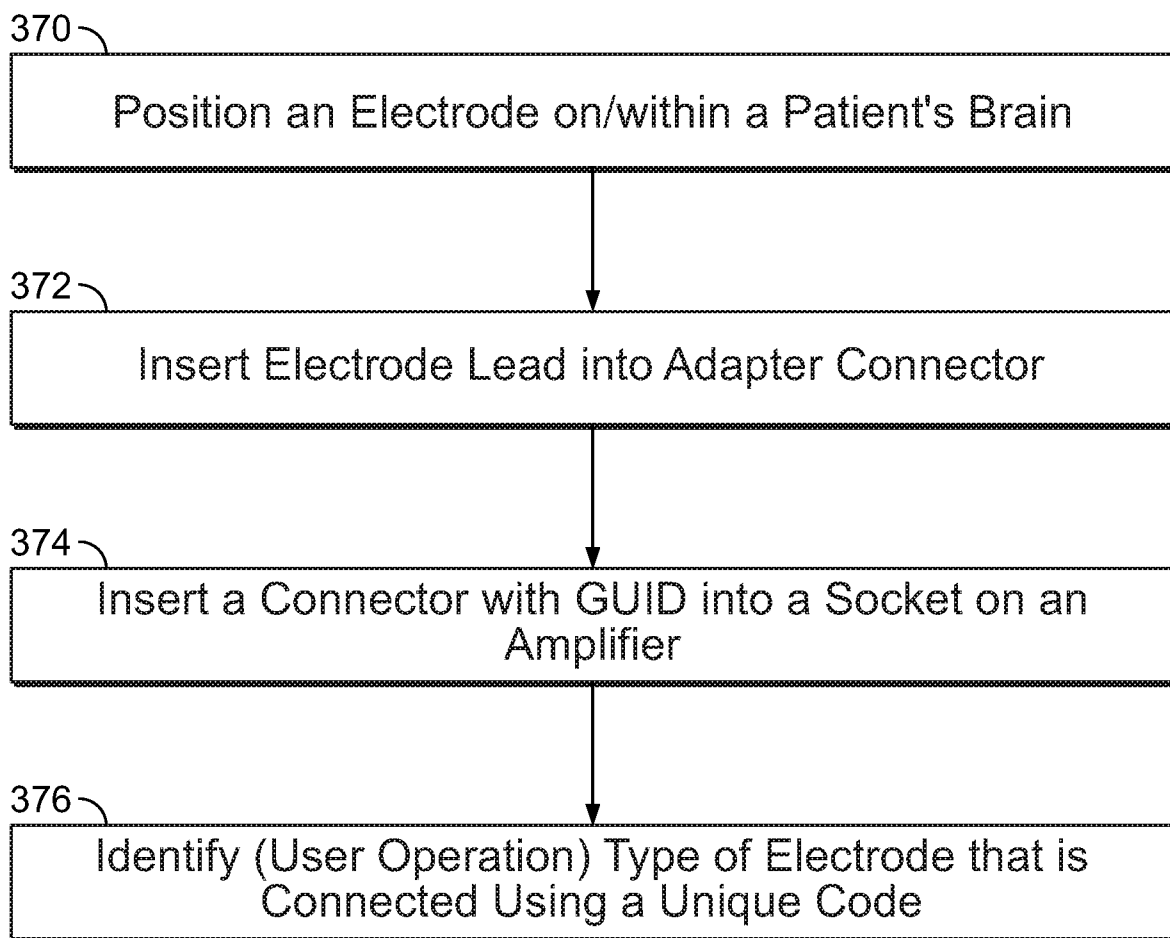 370
Position an Electrode on/within a Patient's Brain
372
Insert Electrode Lead into Adapter Connector
374
Insert a Connector with GUID into a Socket on an
Amplifier
376
Identify (User Operation) Type of Electrode that is
Connected Using a Unique Code